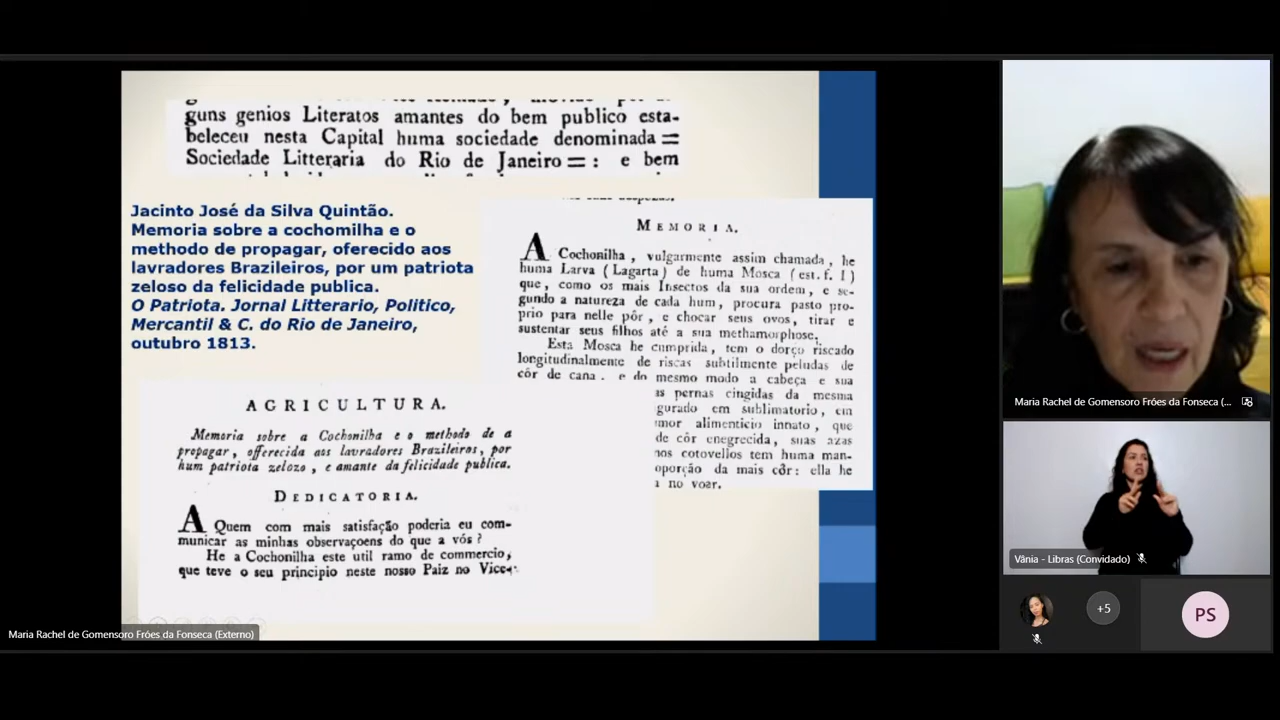 guns genios Literatos amantes do bem publico esta-
beleceu nesta Capital huma sociedade denominada =
Sociedade Litteraria do Rio de Janeiro = : e bem
Jacinto José da Silva Quintão.
Memoria sobre a cochomilha e o
methodo de propagar, oferecido aos
lavradores Brazileiros, por um patriota
zeloso da felicidade publica.
O Patriota. Jornal Litterario, Politico,
Mercantil & C. do Rio de Janeiro,
outubro 1813.
MEMORIA.
A Cochonilha, vulgarmente assim chamada, he
huma Larva (Lagarta) de huma Mosca (est. f. 1)
que, como os mais Insectos da sua ordem, e se-
gundo a natureza de cada hum, procura pasto pro-
prio para nelle pôr, e chocar seus ovos, tirar e
sustentar seus filhos até a sua methamorphose.
Esta Mosca he cumprida, tem o dorço riscado
longitudinalmente de riscas subtilmente peludas de
côr de cana. e do mesmo modo a cabeça e sua
as pernas cingidas da mesma
gurado em sublimatorio, em
mor alimenticio innato, que
de côr enegrecida, suas azas
nos cotovellos tem huma man-
oporção da mais côr: ella he
a no voar.
AGRICULTURA.
Memoria sobre a Cochonilha e o methodo de a
propagar, offerecida aos lavradores Brazileiros, por
hum patriota zelozo, e amante da felicidade publica.
DEDICATORIA.
A Quem com mais satisfação poderia eu com-
municar as minhas observaçoens do que a vós?
He a Cochonilha este util ramo de commercio,
que teve o seu principio neste nosso Paiz no Vice-
Maria Rachel de Gomensoro Fróes da Fonseca (Externo)
Maria Rachel de Gomensoro Fróes da Fonseca (...
Vânia - Libras (Convidado)
+5
PS